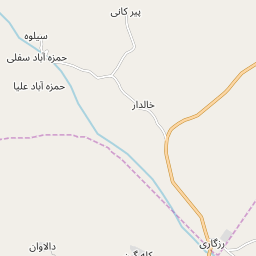 پیر کانی
سیلوه
حمزه آباد سفلی
حمزه آباد علیا
خالدار
رزگاری
دالاوان